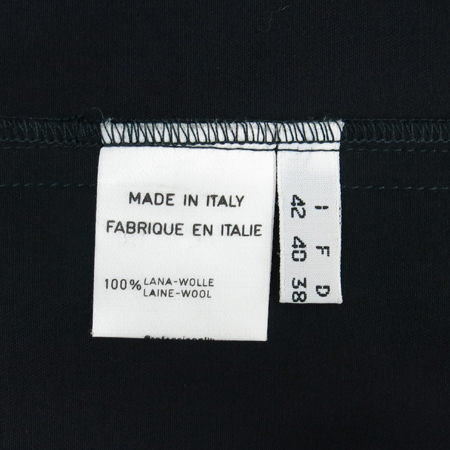 MADE IN ITALY
FABRIQUE EN ITALIE
100% LANA-WOLLE
LAINE-WOOL
I F D
42 40 38